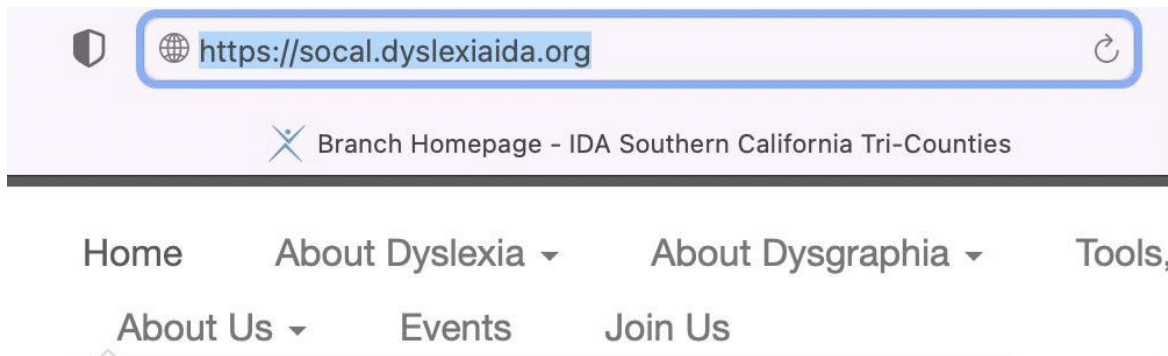 https://socal.dyslexiaida.org
Branch Homepage - IDA Southern California Tri-Counties
Home About Dyslexia About Dysgraphia Tools,
About Us Events Join Us